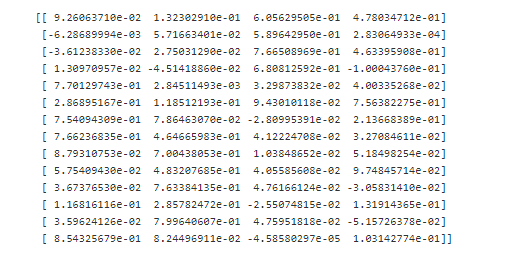 [[ 9.26063710e-02 1.32302910e-01 6.05629505e-01 4.78034712e-01]
[-6.28689994e-03 5.71663401e-02 5.89642950e-01 2.83064933e-04]
[-3.61238330e-02 2.75031290e-02 7.66508969e-01 4.63395908e-01]
[ 1.30970957e-02 -4.51418860e-02 6.80812592e-01 -1.00043760e-01]
[ 7.70129743e-01 2.84511493e-03 3.29873832e-02 4.00335268e-02]
[ 2.86895167e-01 1.18512193e-01 9.43010118e-02 7.56382275e-01]
[ 7.54094309e-01 7.86463070e-02 -2.80995391e-02 2.13668389e-01]
[ 7.66236835e-01 4.64665983e-01 4.12224708e-02 3.27084611e-02]
[ 8.79310753e-02 7.00438053e-01 1.03848652e-02 5.18498254e-02]
[ 5.75409430e-02 4.83207685e-01 4.05585608e-02 9.74845714e-02]
[ 3.67376530e-02 7.63384135e-01 4.76166124e-02 -3.05831410e-02]
[ 1.16816116e-01 2.85782472e-01 -2.55074815e-02 1.31914365e-01]
[ 3.59624126e-02 7.99640607e-01 4.75951818e-02 -5.15726378e-02]
[ 8.54325679e-01 8.24496911e-02 -4.58580297e-05 1.03142774e-01]]